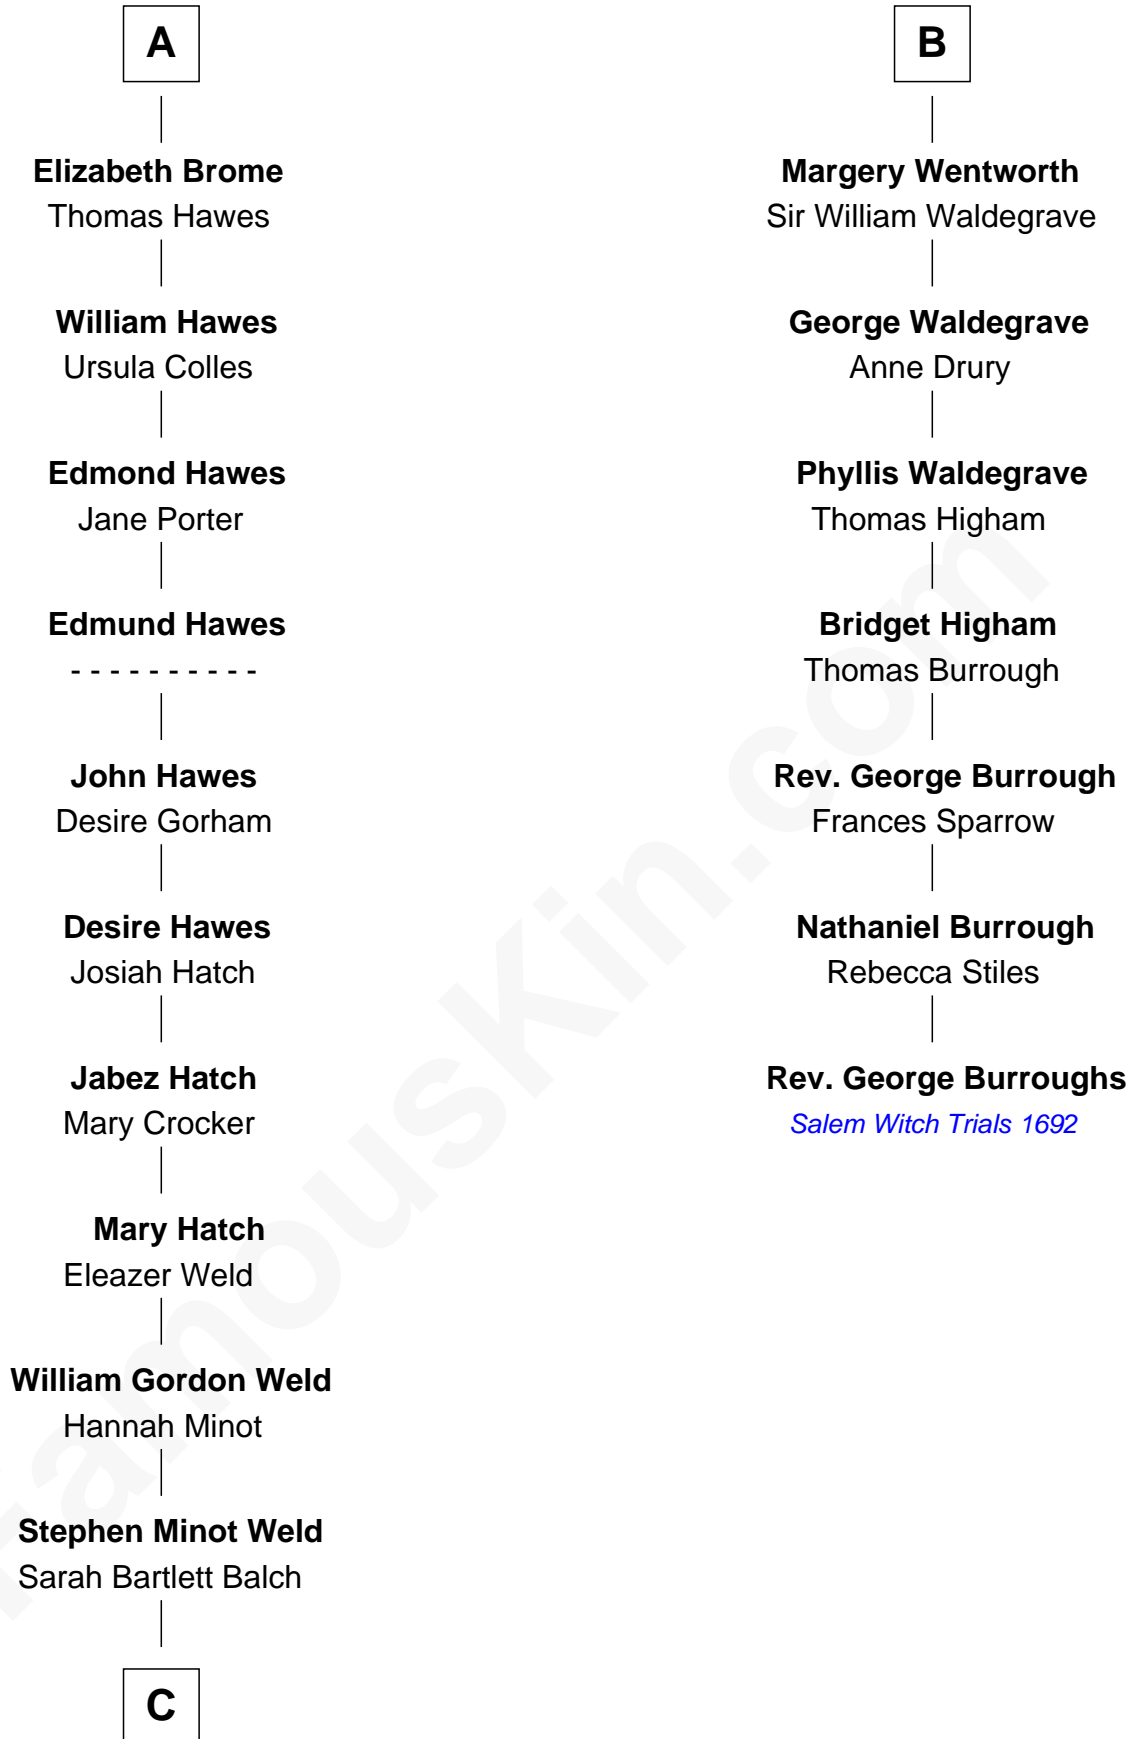 A
Elizabeth Brome
Thomas Hawes
William Hawes
Ursula Colles
Edmond Hawes
Jane Porter
Edmund Hawes
- - - - - - - - - -
John Hawes
Desire Gorham
Desire Hawes
Josiah Hatch
Jabez Hatch
Mary Crocker
Mary Hatch
Eleazer Weld
William Gordon Weld
Hannah Minot
Stephen Minot Weld
Sarah Bartlett Balch
C
B
Margery Wentworth
Sir William Waldegrave
George Waldegrave
Anne Drury
Phyllis Waldegrave
Thomas Higham
Bridget Higham
Thomas Burrough
Rev. George Burrough
Frances Sparrow
Nathaniel Burrough
Rebecca Stiles
Rev. George Burroughs
Salem Witch Trials 1692
FamousKin.com